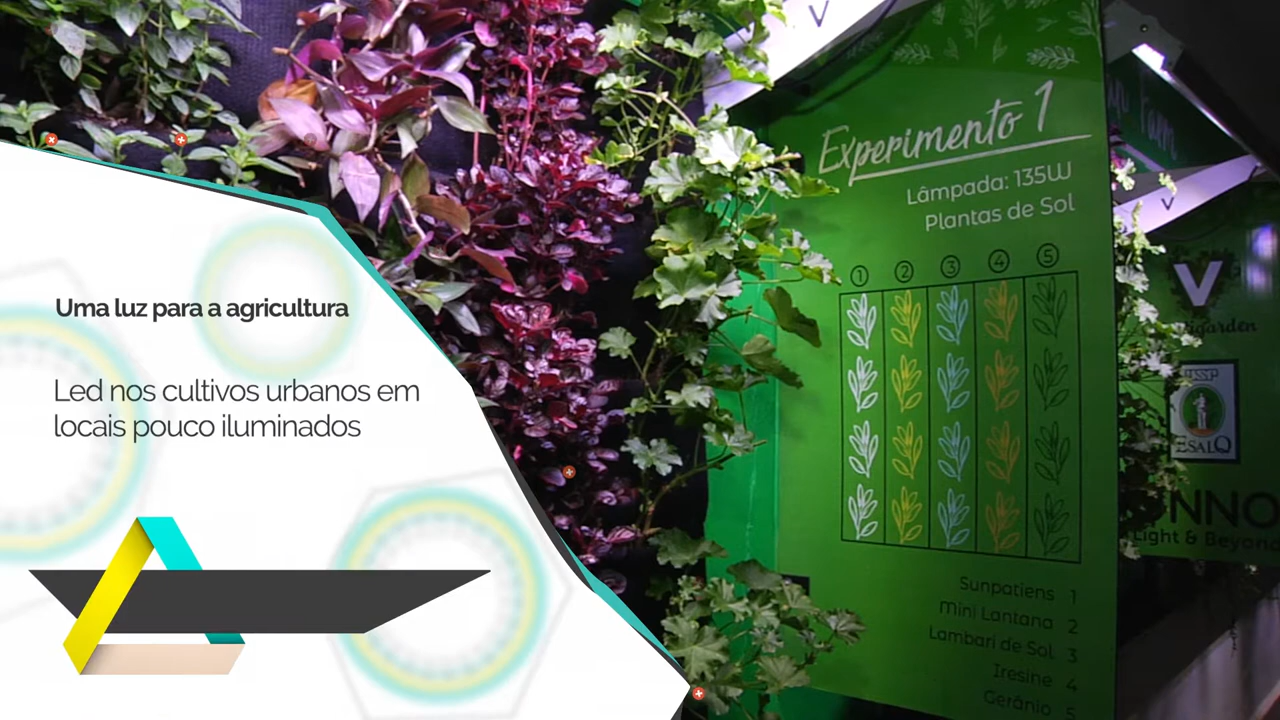 Uma luz para a agricultura
Led nos cultivos urbanos em
locais pouco iluminados
Experimento 1
Lâmpada: 135W
Plantas de Sol
1 2 3 4 5
Sunpatiens 1
Mini Lantana 2
Lambari de Sol 3
Iresine 4
Gerânio 5
V
USP
ESALQ
Light & Beyond